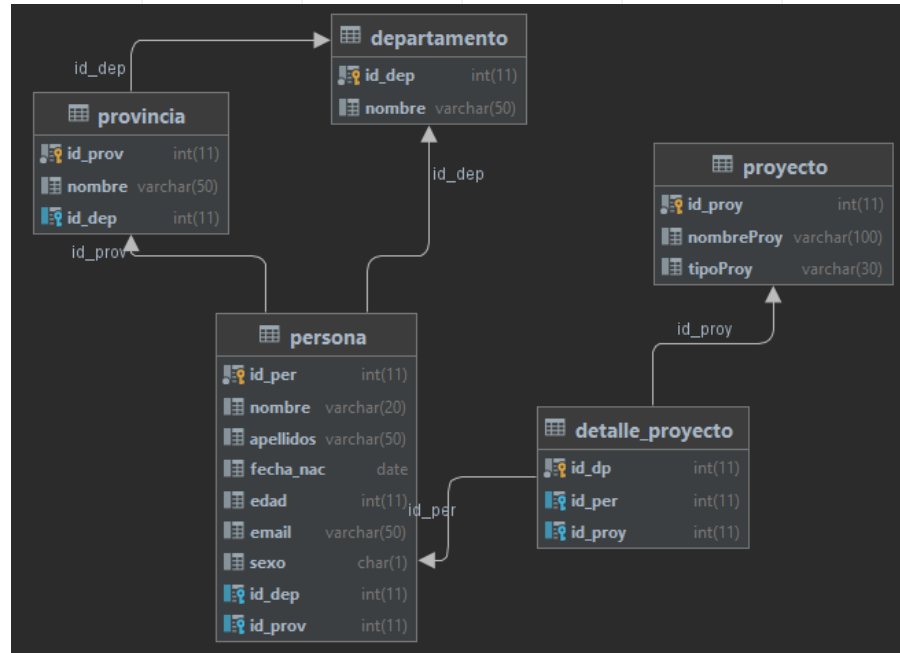 departamento
id_dep int(11)
nombre varchar(50)
id_dep
provincia
id_prov int(11)
nombre varchar(50)
id_dep int(11)
id_dep
id_prov
proyecto
id_proy int(11)
nombreProy varchar(100)
tipoProy varchar(30)
id_proy
persona
id_per int(11)
nombre varchar(20)
apellidos varchar(50)
fecha_nac date
edad int(11)
email varchar(50)
sexo char(1)
id_dep int(11)
id_prov int(11)
id_per
detalle_proyecto
id_dp int(11)
id_per int(11)
id_proy int(11)